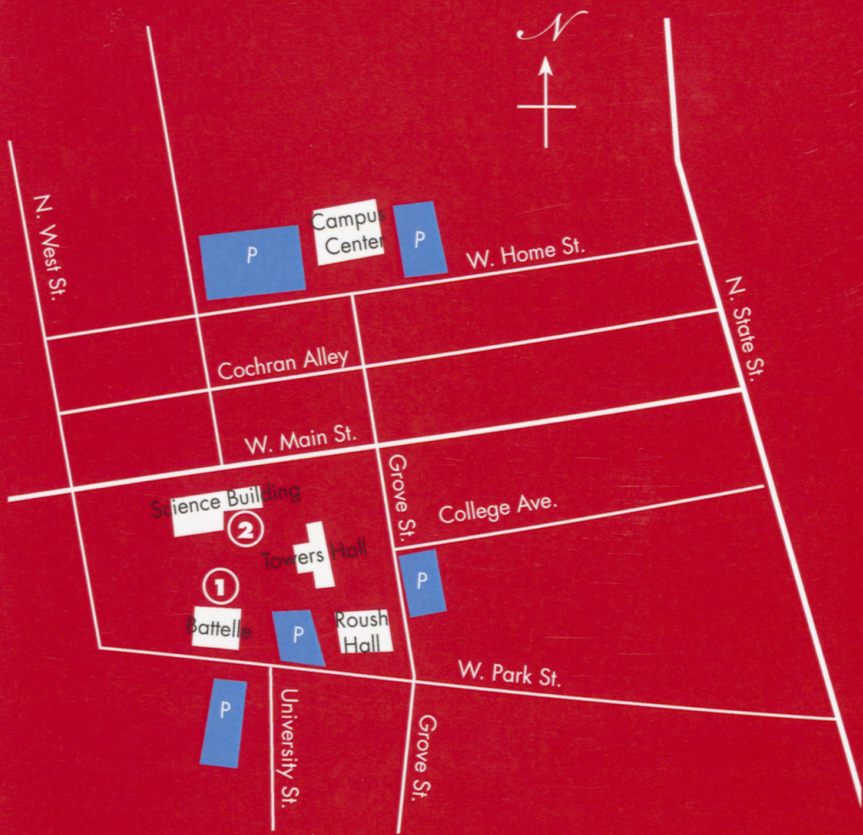 N
N. West St.
P
Campus
Center
P
W. Home St.
N. State St.
Cochran Alley
W. Main St.
Grove St.
College Ave.
Science Building
2
Towers Hall
1
Battelle
P
Roush
Hall
P
W. Park St.
P
University St.
Grove St.